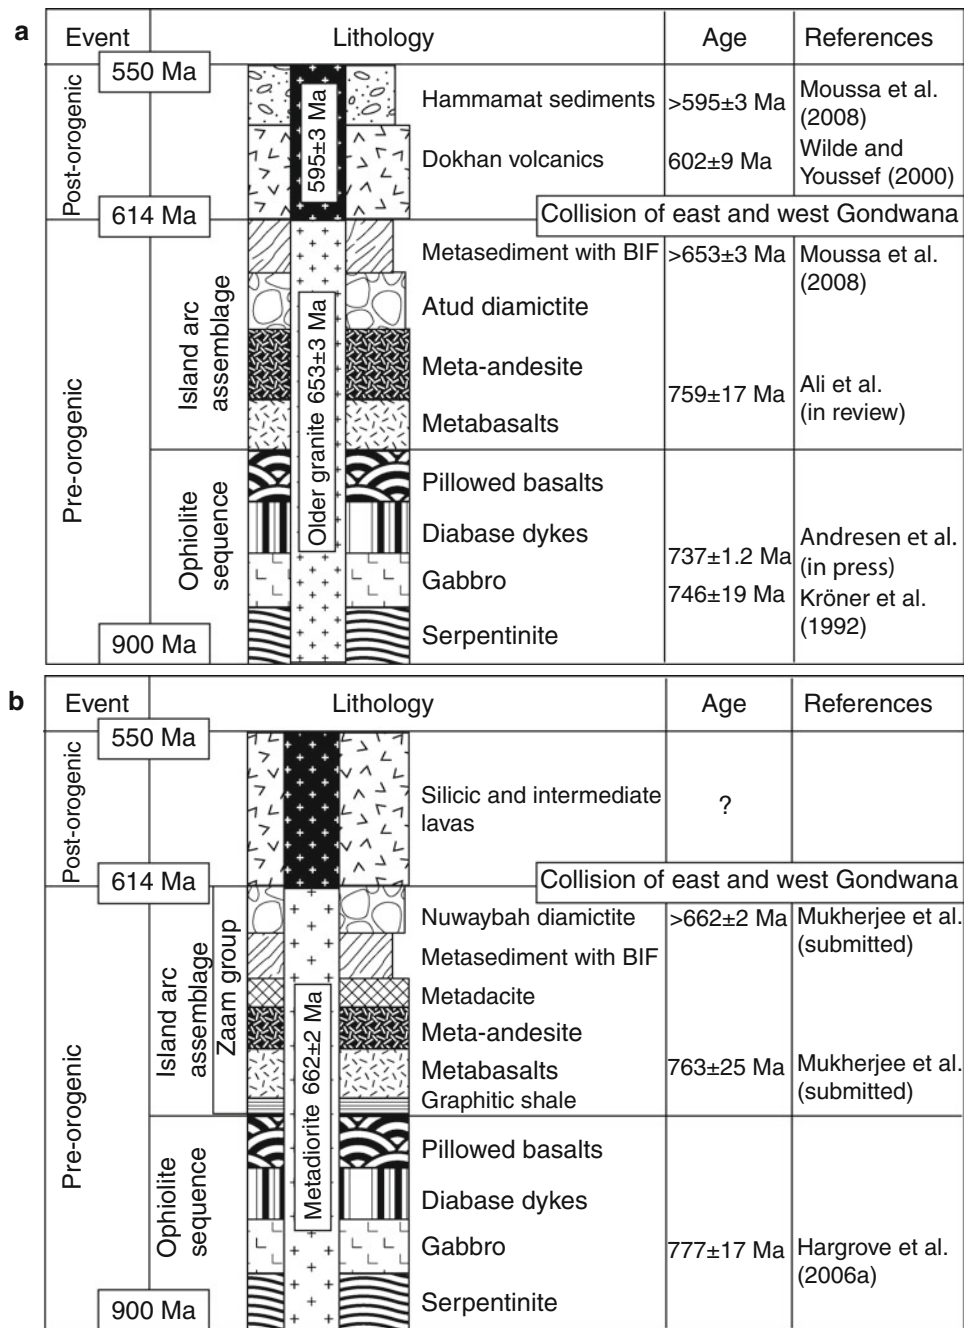 a
Event
Lithology
Age
References
550 Ma
Post-orogenic
595±3 Ma
Hammamat sediments
>595±3 Ma
Moussa et al.
(2008)
Dokhan volcanics
602±9 Ma
Wilde and
Youssef (2000)
614 Ma
Collision of east and west Gondwana
Pre-orogenic
Island arc
assemblage
Older granite 653±3 Ma
Metasediment with BIF
>653±3 Ma
Moussa et al.
(2008)
Atud diamictite
Meta-andesite
759±17 Ma
Ali et al.
(in review)
Metabasalts
Ophiolite
sequence
Pillowed basalts
Diabase dykes
737±1.2 Ma
Andresen et al.
(in press)
Gabbro
746±19 Ma
Kröner et al.
(1992)
Serpentinite
900 Ma
b
Event
Lithology
Age
References
550 Ma
Post-orogenic
Silicic and intermediate
lavas
?
614 Ma
Collision of east and west Gondwana
Pre-orogenic
Island arc
assemblage
Zaam group
Metadiorite 662±2 Ma
Nuwaybah diamictite
>662±2 Ma
Mukherjee et al.
(submitted)
Metasediment with BIF
Metadacite
Meta-andesite
Metabasalts
763±25 Ma
Mukherjee et al.
(submitted)
Graphitic shale
Ophiolite
sequence
Pillowed basalts
Diabase dykes
Gabbro
777±17 Ma
Hargrove et al.
(2006a)
Serpentinite
900 Ma